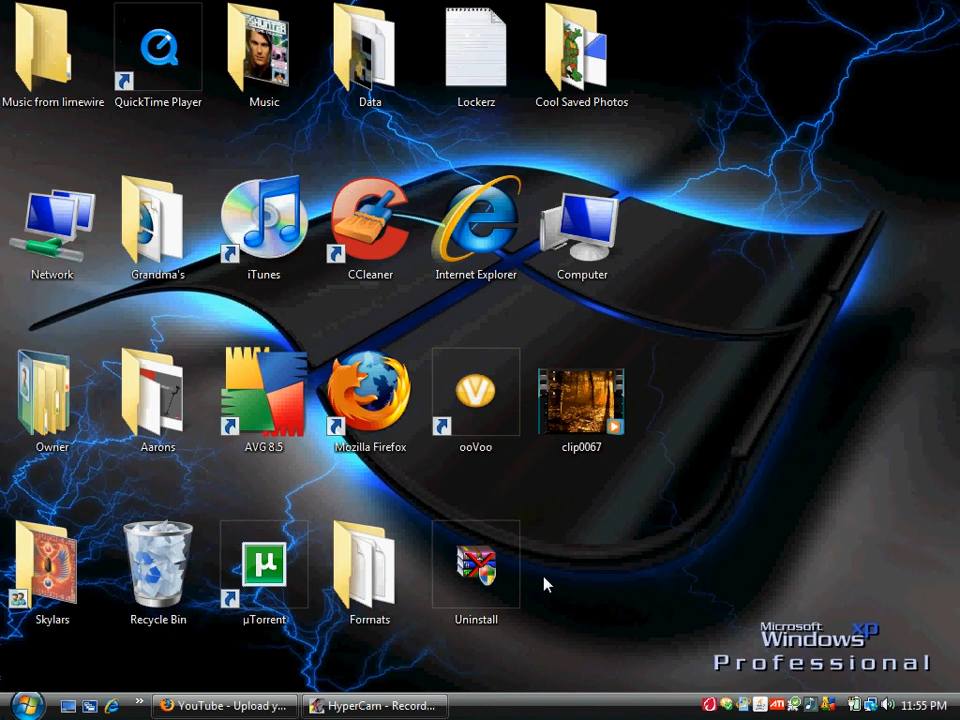 Music from limewire
QuickTime Player
Music
Data
Lockerz
Cool Saved Photos
Network
Grandma's
iTunes
CCleaner
Internet Explorer
Computer
Owner
Aarons
AVG 8.5
Mozilla Firefox
ooVoo
clip0067
Skylars
Recycle Bin
µTorrent
Formats
Uninstall
Microsoft
Windows xp
Professional
YouTube - Upload y...
HyperCam - Record...
ATI
11:55 PM